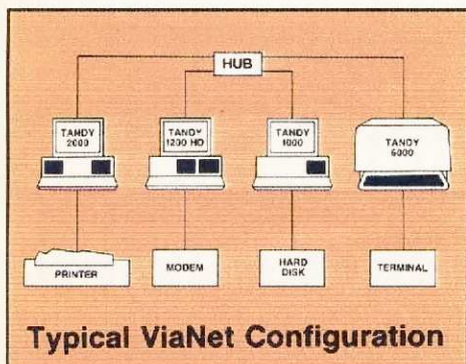 HUB
TANDY
2000
TANDY
1200 HD
TANDY
1000
TANDY
6000
PRINTER
MODEM
HARD
DISK
TERMINAL
Typical ViaNet Configuration